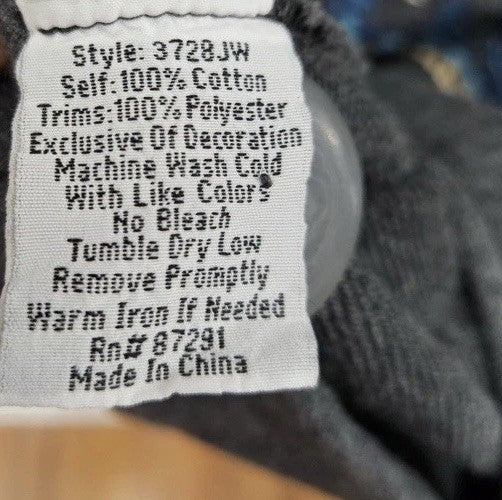 Style: 3728JW
Self:100% Cotton
Trims:100% Polyester
Exclusive Of Decoration
Machine Wash Cold
With Like Colors
No Bleach
Tumble Dry Low
Remove Promptly
Warm Iron If Needed
Rn# 87291
Made In China